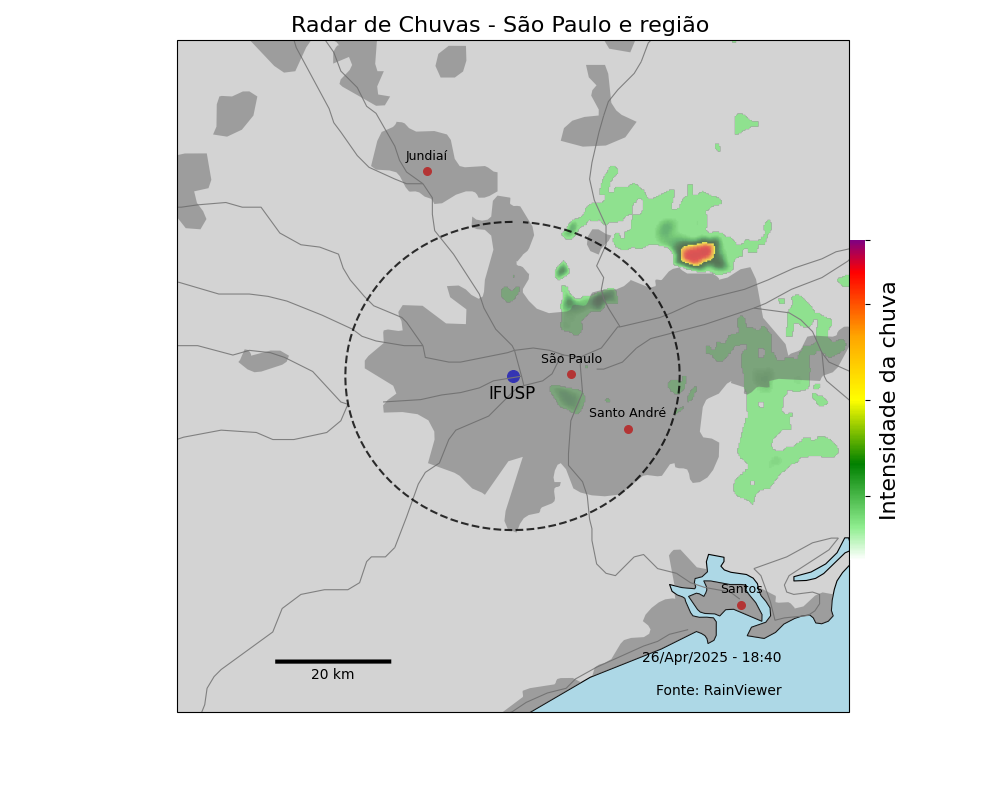 Radar de Chuvas - São Paulo e região
Jundiaí
São Paulo
IFUSP
Santo André
Intensidade da chuva
Santos
26/Apr/2025 - 18:40
20 km
Fonte: RainViewer